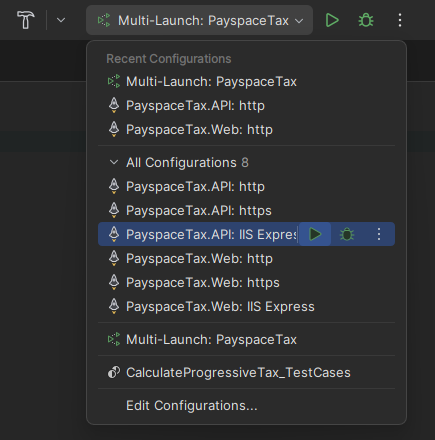 Multi-Launch: PayspaceTax
Recent Configurations
Multi-Launch: PayspaceTax
PayspaceTax.API: http
PayspaceTax.Web: http
All Configurations 8
PayspaceTax.API: http
PayspaceTax.API: https
PayspaceTax.API: IIS Expres
PayspaceTax.Web: http
PayspaceTax.Web: https
PayspaceTax.Web: IIS Express
Multi-Launch: PayspaceTax
CalculateProgressiveTax_TestCases
Edit Configurations...